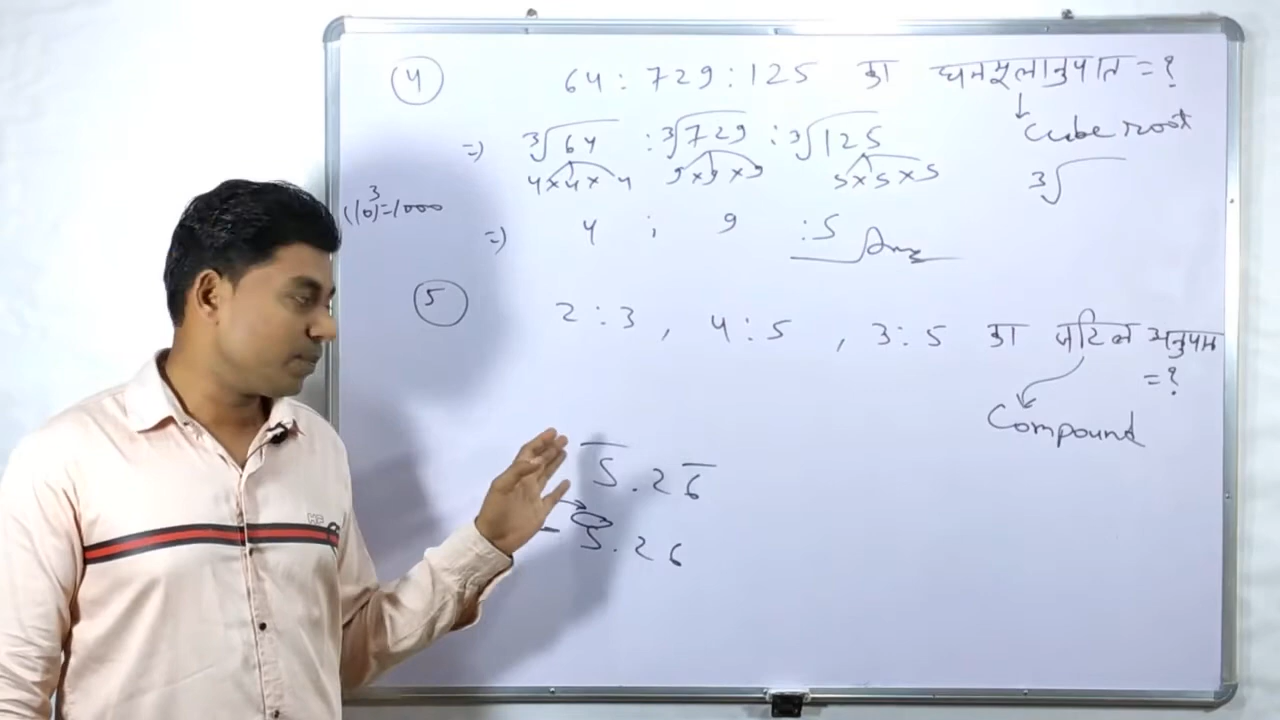 4 64 : 729 : 125 का घनमूलानुपात = ?
Cube root
=) ³√64 : ³√729 : ³√125
4×4×4 9×9×9 5×5×5 ³√
(10)³=1000
=) 4 : 9 : 5 Ans
5 2 : 3 , 4 : 5 , 3 : 5 का जटिल अनुपात
= ?
Compound
5.26
5.26